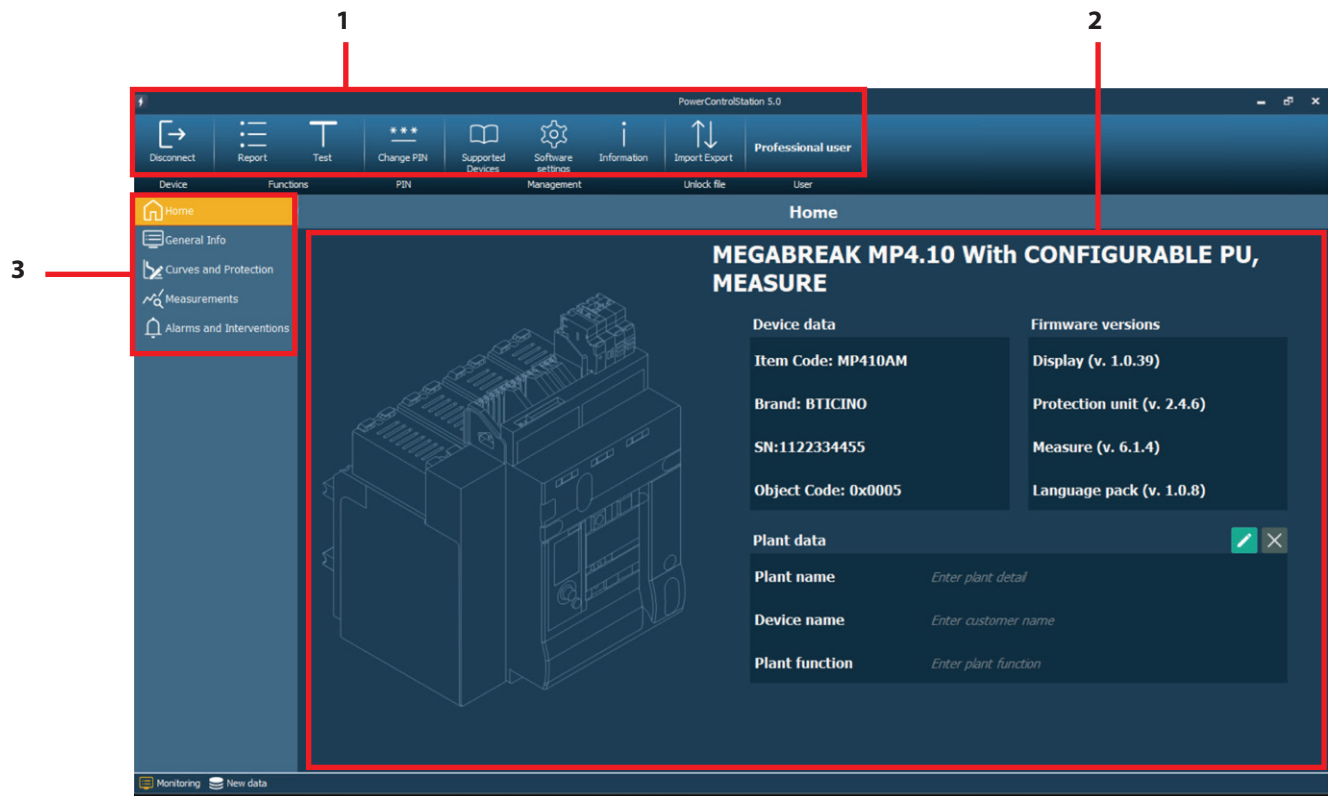 1
2
PowerControlStation 5.0
Disconnect
Report
Test
***
Change PIN
Supported
Devices
Software
settings
Information
Import Export
Professional user
Device
Functions
PIN
Management
Unlock file
User
3
Home
General Info
Curves and Protection
Measurements
Alarms and Interventions
Home
MEGABREAK MP4.10 With CONFIGURABLE PU,
MEASURE
Device data
Item Code: MP410AM
Brand: BTICINO
SN:1122334455
Object Code: 0x0005
Firmware versions
Display (v. 1.0.39)
Protection unit (v. 2.4.6)
Measure (v. 6.1.4)
Language pack (v. 1.0.8)
Plant data
Plant name Enter plant detail
Device name Enter customer name
Plant function Enter plant function
Monitoring
New data